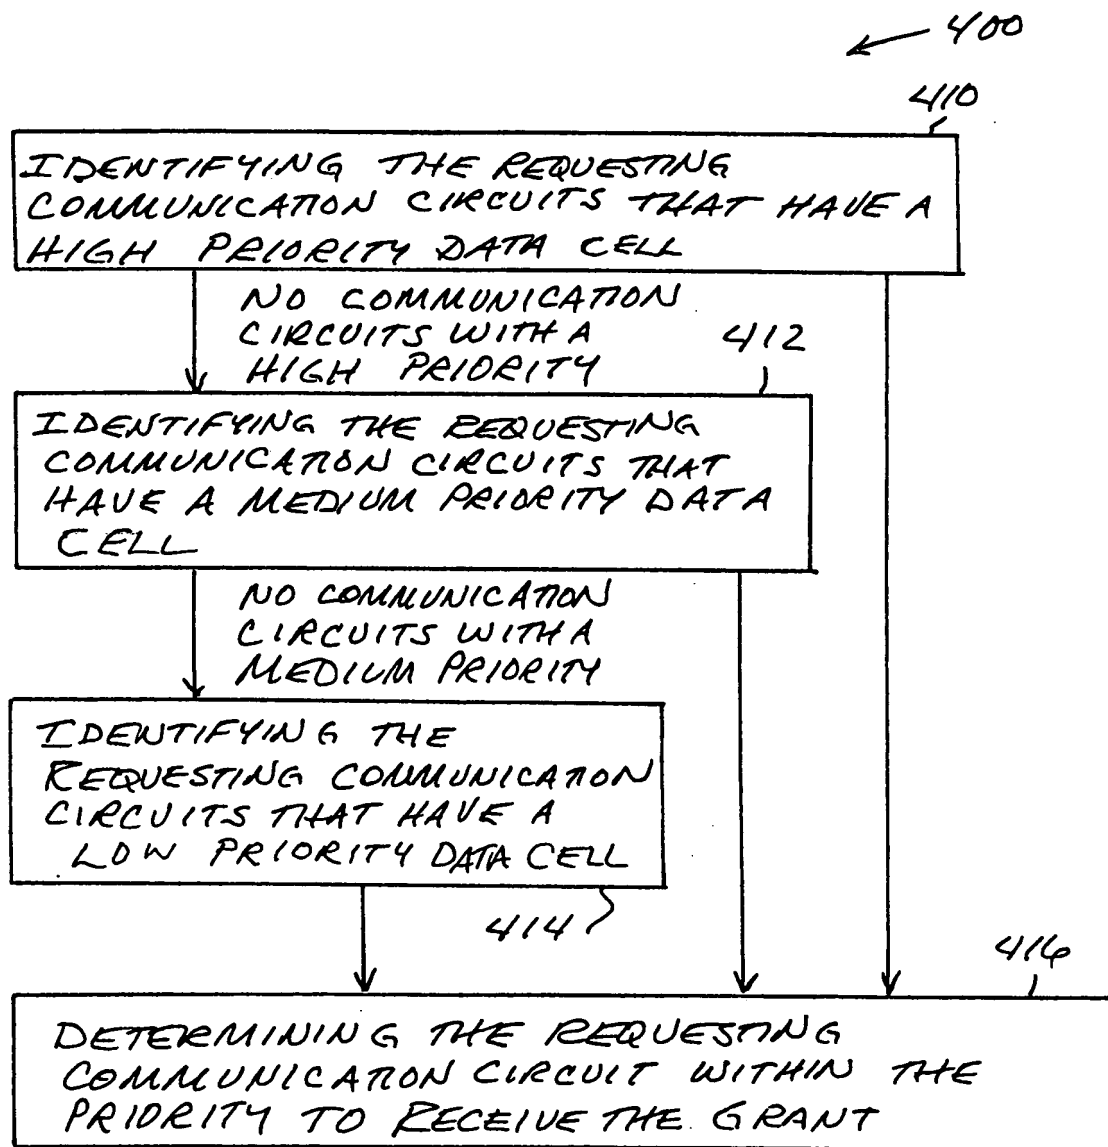 400
410
IDENTIFYING THE REQUESTING
COMMUNICATION CIRCUITS THAT HAVE A
HIGH PRIORITY DATA CELL
NO COMMUNICATION
CIRCUITS WITH A
HIGH PRIORITY
412
IDENTIFYING THE REQUESTING
COMMUNICATION CIRCUITS THAT
HAVE A MEDIUM PRIORITY DATA
CELL
NO COMMUNICATION
CIRCUITS WITH A
MEDIUM PRIORITY
IDENTIFYING THE
REQUESTING COMMUNICATION
CIRCUITS THAT HAVE A
LOW PRIORITY DATA CELL
414
416
DETERMINING THE REQUESTING
COMMUNICATION CIRCUIT WITHIN THE
PRIORITY TO RECEIVE THE GRANT